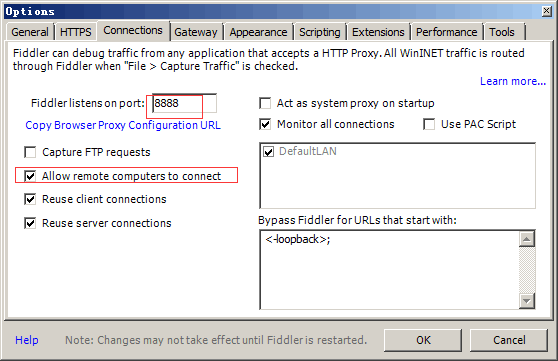 Options
General HTTPS Connections Gateway Appearance Scripting Extensions Performance Tools
Fiddler can debug traffic from any application that accepts a HTTP Proxy. All WinINET traffic is routed
through Fiddler when "File > Capture Traffic" is checked.
Learn more...
Fiddler listens on port: 8888
Copy Browser Proxy Configuration URL
Capture FTP requests
Allow remote computers to connect
Reuse client connections
Reuse server connections
Act as system proxy on startup
Monitor all connections Use PAC Script
DefaultLAN
Bypass Fiddler for URLs that start with:
<-loopback>;
Help Note: Changes may not take effect until Fiddler is restarted. OK Cancel